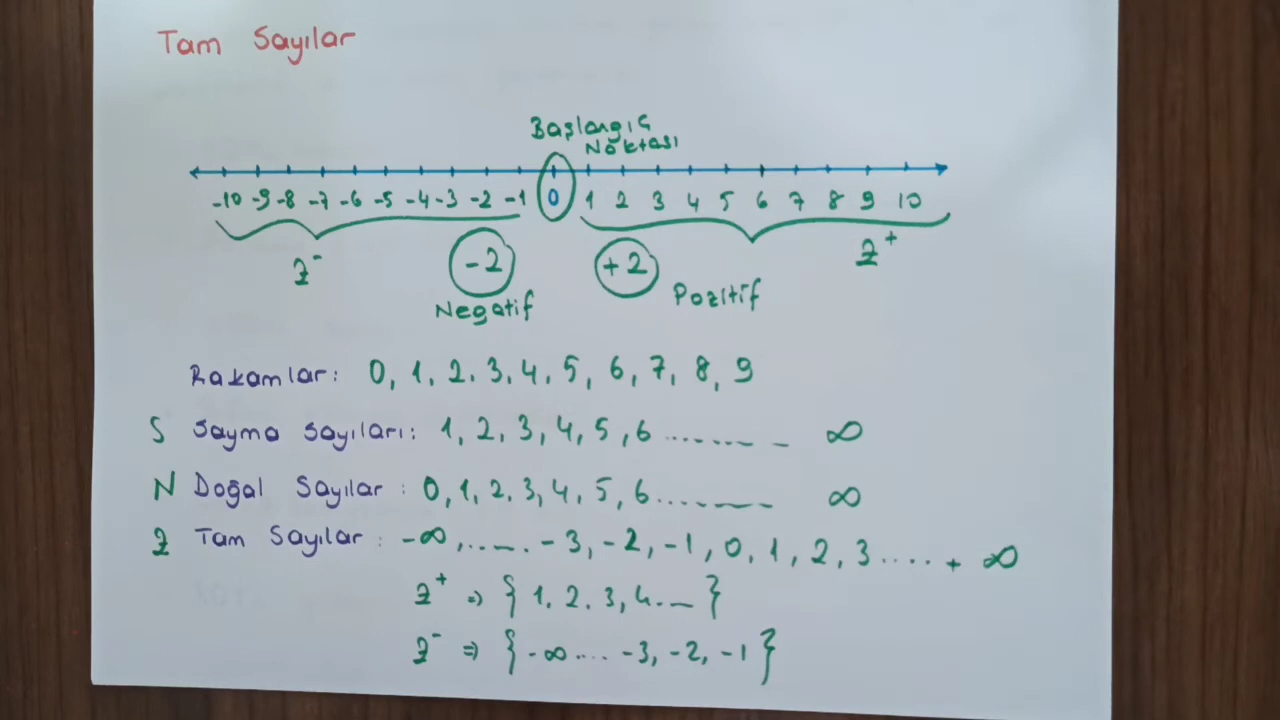 Tam Sayılar
Başlangıç
Noktası
-10 -9 -8 -7 -6 -5 -4 -3 -2 -1 0 1 2 3 4 5 6 7 8 9 10
Z⁻ -2 +2 Z⁺
Negatif Pozitif
Rakamlar: 0, 1, 2, 3, 4, 5, 6, 7, 8, 9
S Sayma Sayıları: 1, 2, 3, 4, 5, 6 ........... ∞
N Doğal Sayılar: 0, 1, 2, 3, 4, 5, 6 ........... ∞
Z Tam Sayılar: -∞, ...... -3, -2, -1, 0, 1, 2, 3 ..... + ∞
Z⁺ ⇒ { 1, 2, 3, 4 ... }
Z⁻ ⇒ { -∞ .... -3, -2, -1 }